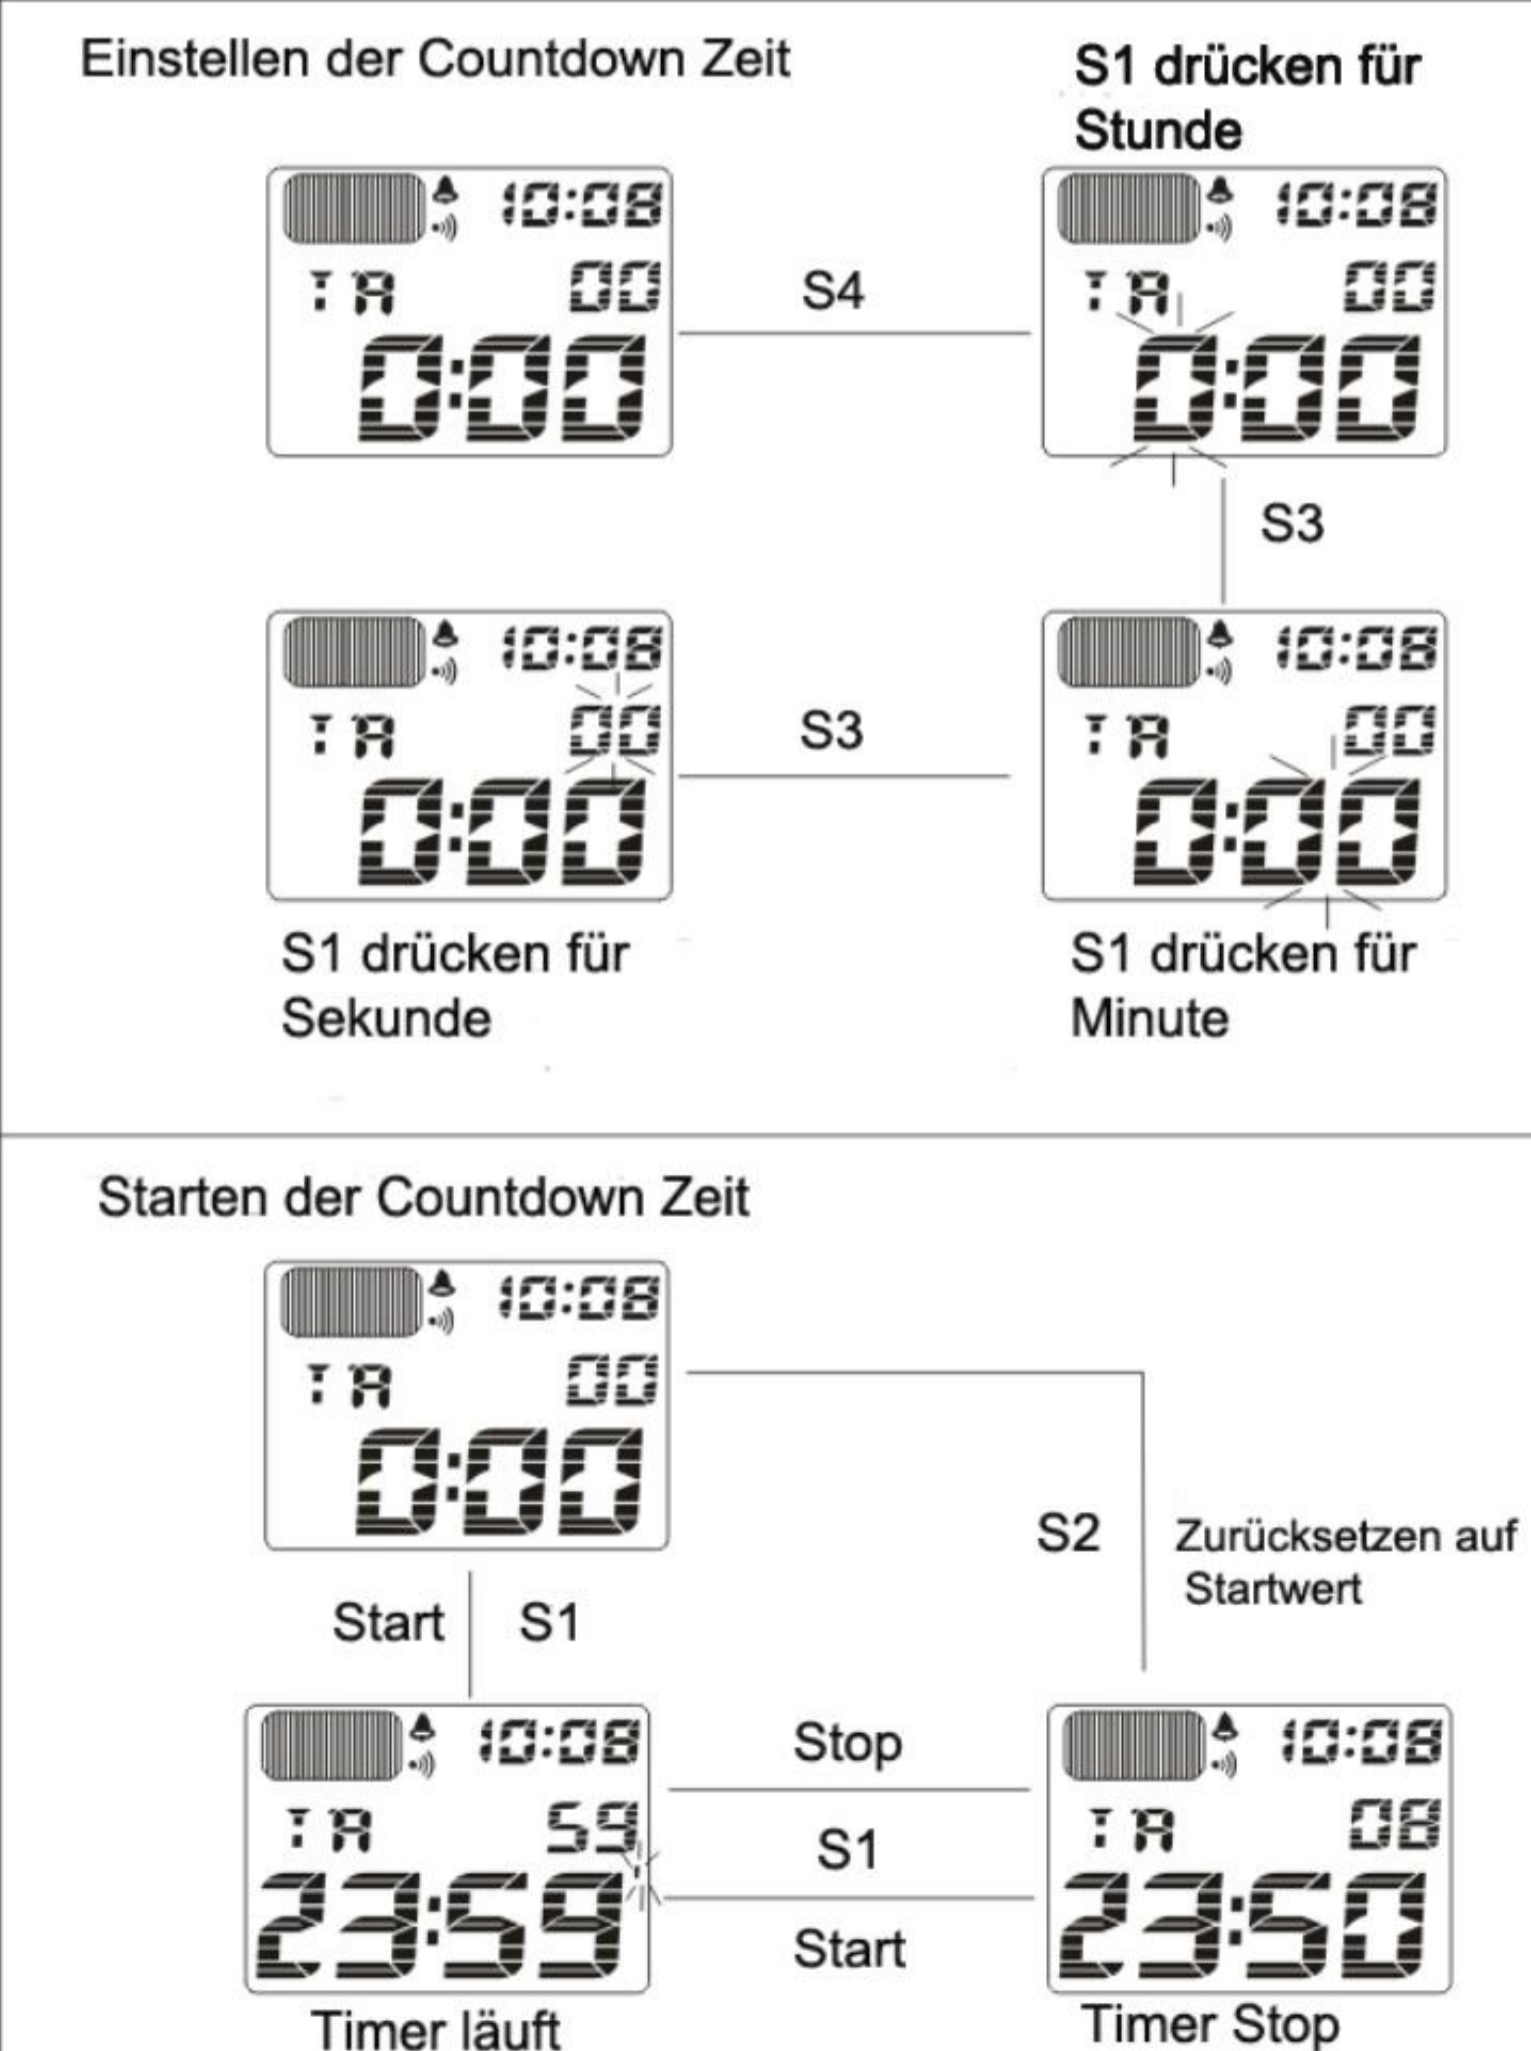 Einstellen der Countdown Zeit
S1 drücken für
Stunde
10:08
TA 00
0:00
S4
10:08
TA 00
0:00
S3
10:08
TA 00
0:00
S3
10:08
TA 00
0:00
S1 drücken für
Sekunde
S1 drücken für
Minute
Starten der Countdown Zeit
10:08
TA 00
0:00
S2
Zurücksetzen auf
Startwert
Start S1
10:08
TA 59
23:59
Stop
S1
Start
10:08
TA 08
23:50
Timer läuft
Timer Stop